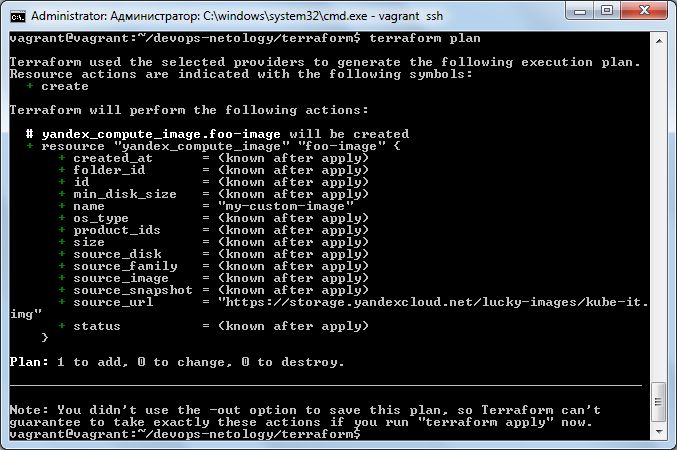 Administrator: Администратор: C:\windows\system32\cmd.exe - vagrant  ssh
vagrant@vagrant:~/devops-netology/terraform$ terraform plan
Terraform used the selected providers to generate the following execution plan.
Resource actions are indicated with the following symbols:
  + create
Terraform will perform the following actions:
  # yandex_compute_image.foo-image will be created
  + resource "yandex_compute_image" "foo-image" {
      + created_at      = (known after apply)
      + folder_id       = (known after apply)
      + id              = (known after apply)
      + min_disk_size   = (known after apply)
      + name            = "my-custom-image"
      + os_type         = (known after apply)
      + product_ids     = (known after apply)
      + size            = (known after apply)
      + source_disk     = (known after apply)
      + source_family   = (known after apply)
      + source_image    = (known after apply)
      + source_snapshot = (known after apply)
      + source_url      = "https://storage.yandexcloud.net/lucky-images/kube-it.
img"
      + status          = (known after apply)
    }
Plan: 1 to add, 0 to change, 0 to destroy.
Note: You didn't use the -out option to save this plan, so Terraform can't
guarantee to take exactly these actions if you run "terraform apply" now.
vagrant@vagrant:~/devops-netology/terraform$